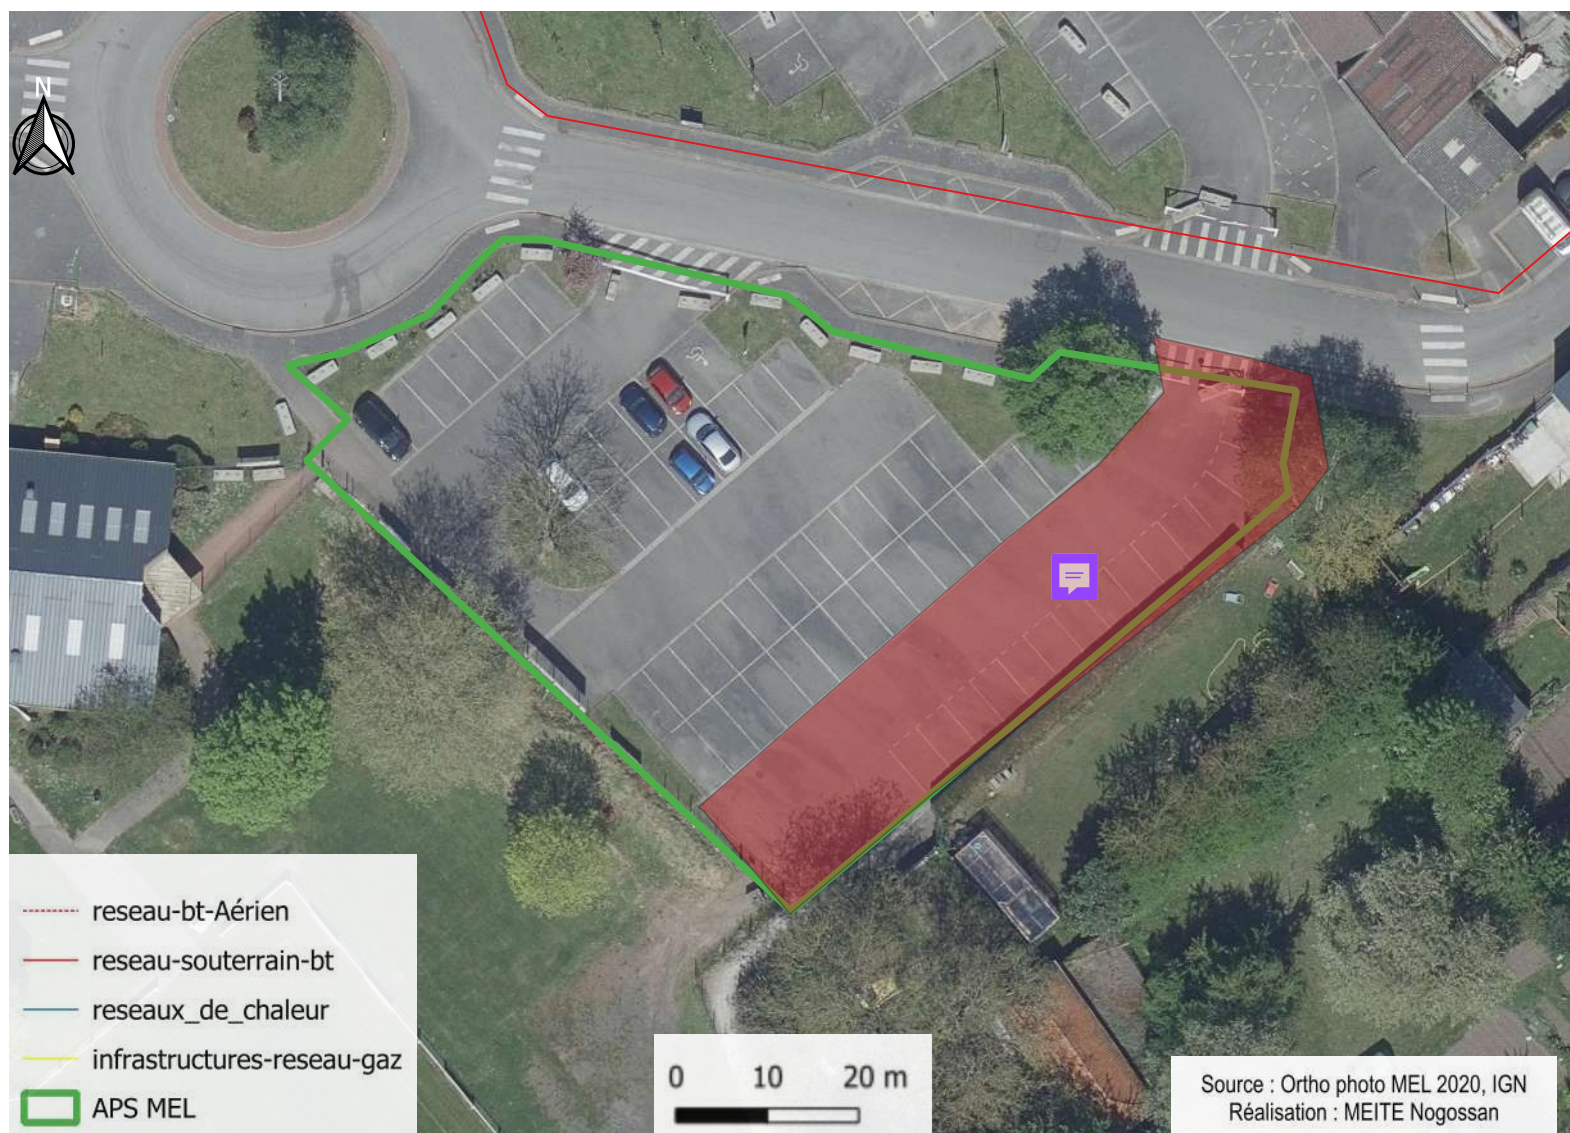 N
reseau-bt-Aérien
reseau-souterrain-bt
reseaux_de_chaleur
infrastructures-reseau-gaz
APS MEL
0 10 20 m
Source : Ortho photo MEL 2020, IGN
Réalisation : MEITE Nogossan